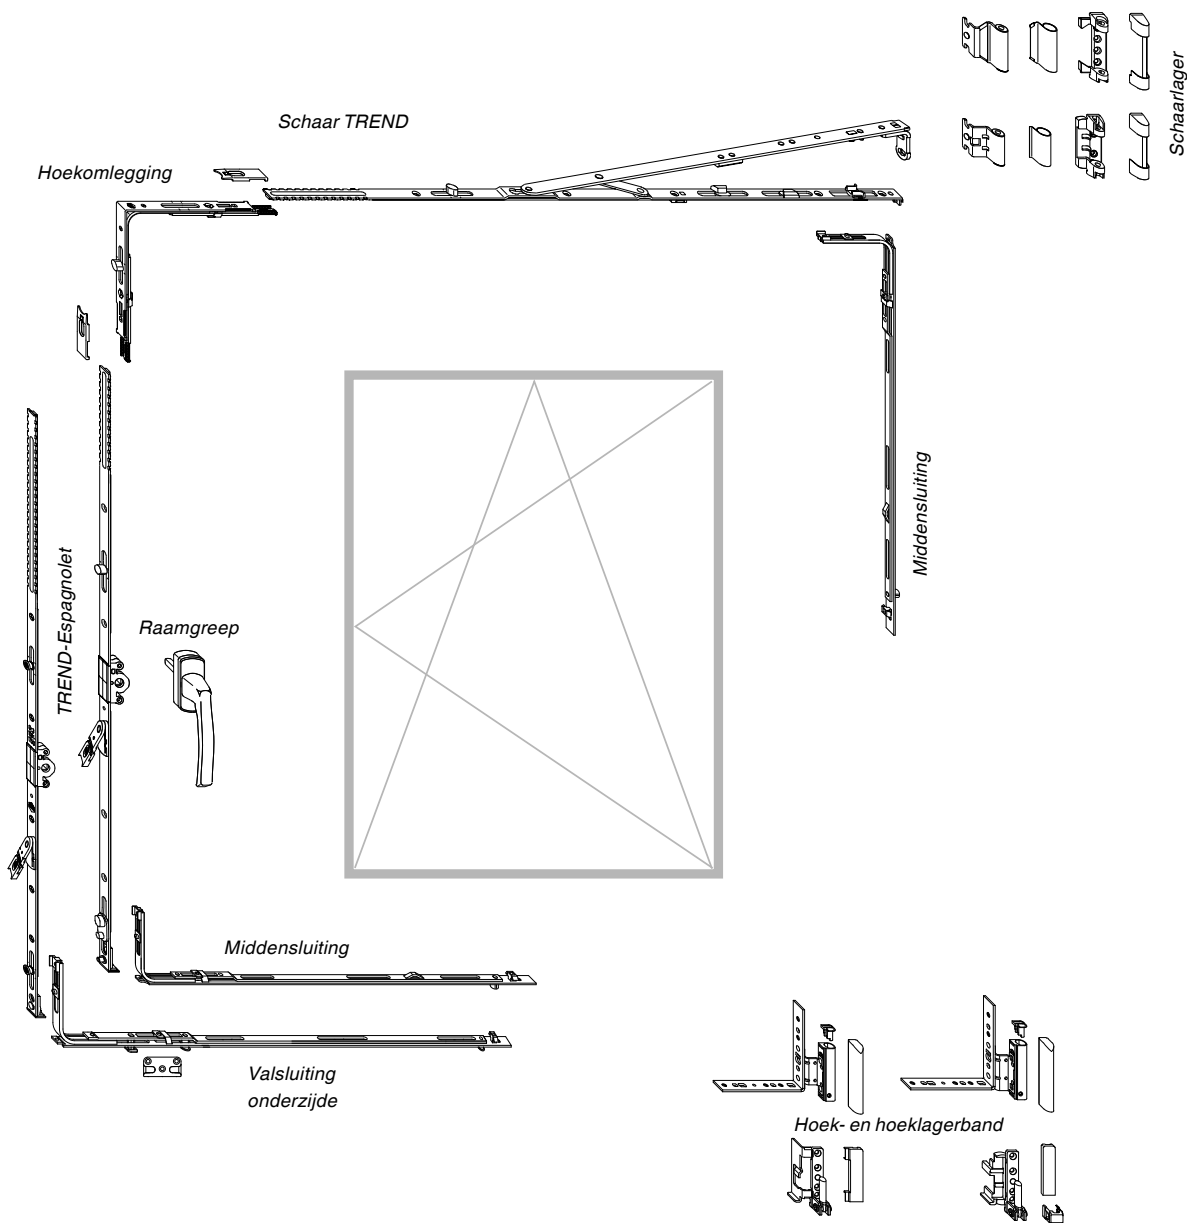 Schaarlager
Schaar TREND
Hoekomlegging
Middensluiting
TREND-Espagnolet
Raamgreep
Middensluiting
Valsluiting
onderzijde
Hoek- en hoeklagerband